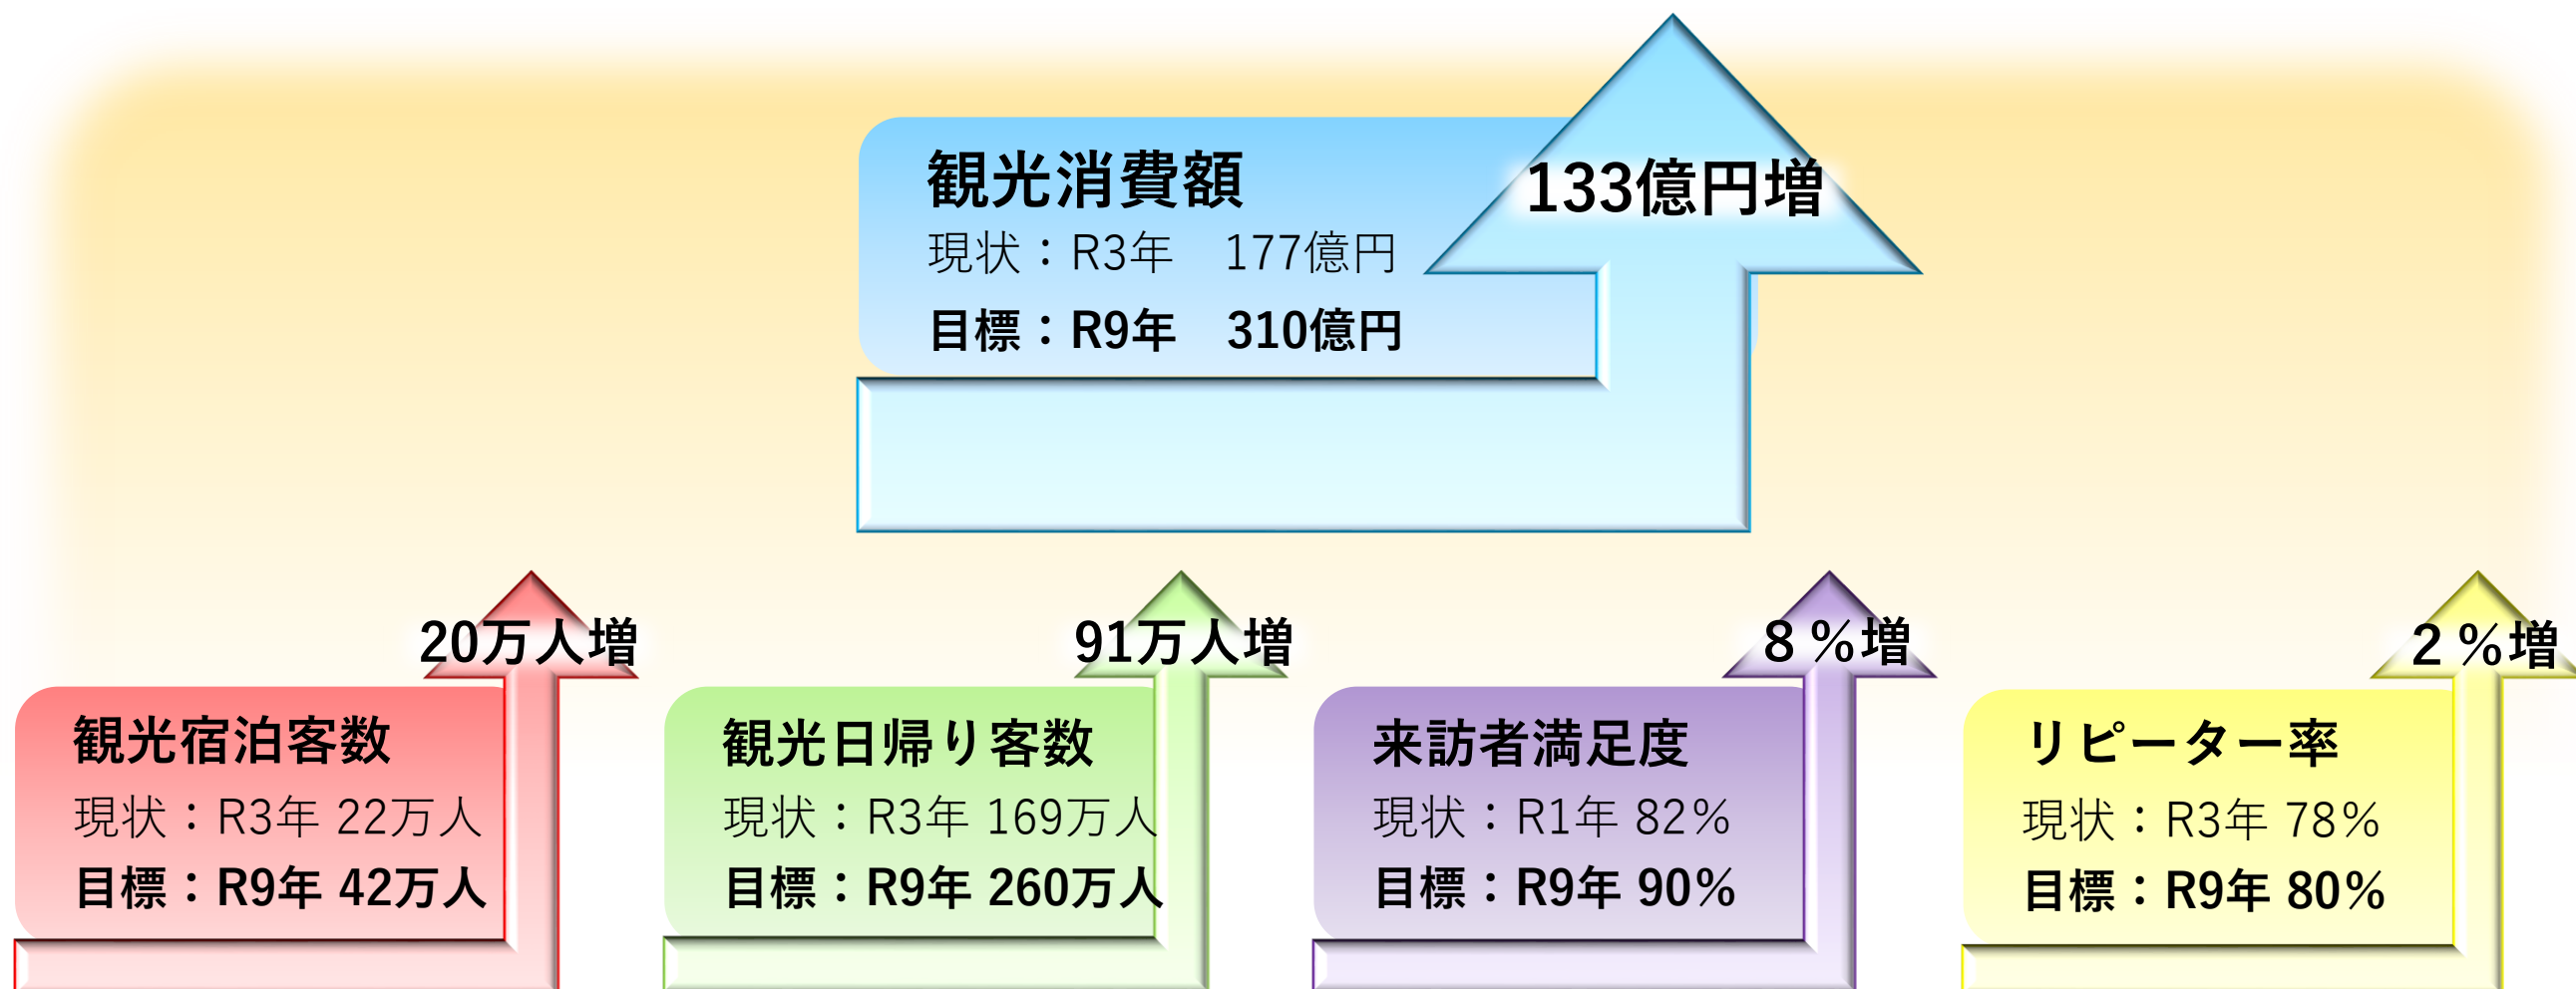 観光消費額
133億円増
現状：R3年　177億円
目標：R9年　310億円
20万人増
観光宿泊客数
現状：R3年 22万人
目標：R9年 42万人
91万人増
観光日帰り客数
現状：R3年 169万人
目標：R9年 260万人
８％増
来訪者満足度
現状：R1年 82％
目標：R9年 90％
２％増
リピーター率
現状：R3年 78％
目標：R9年 80％